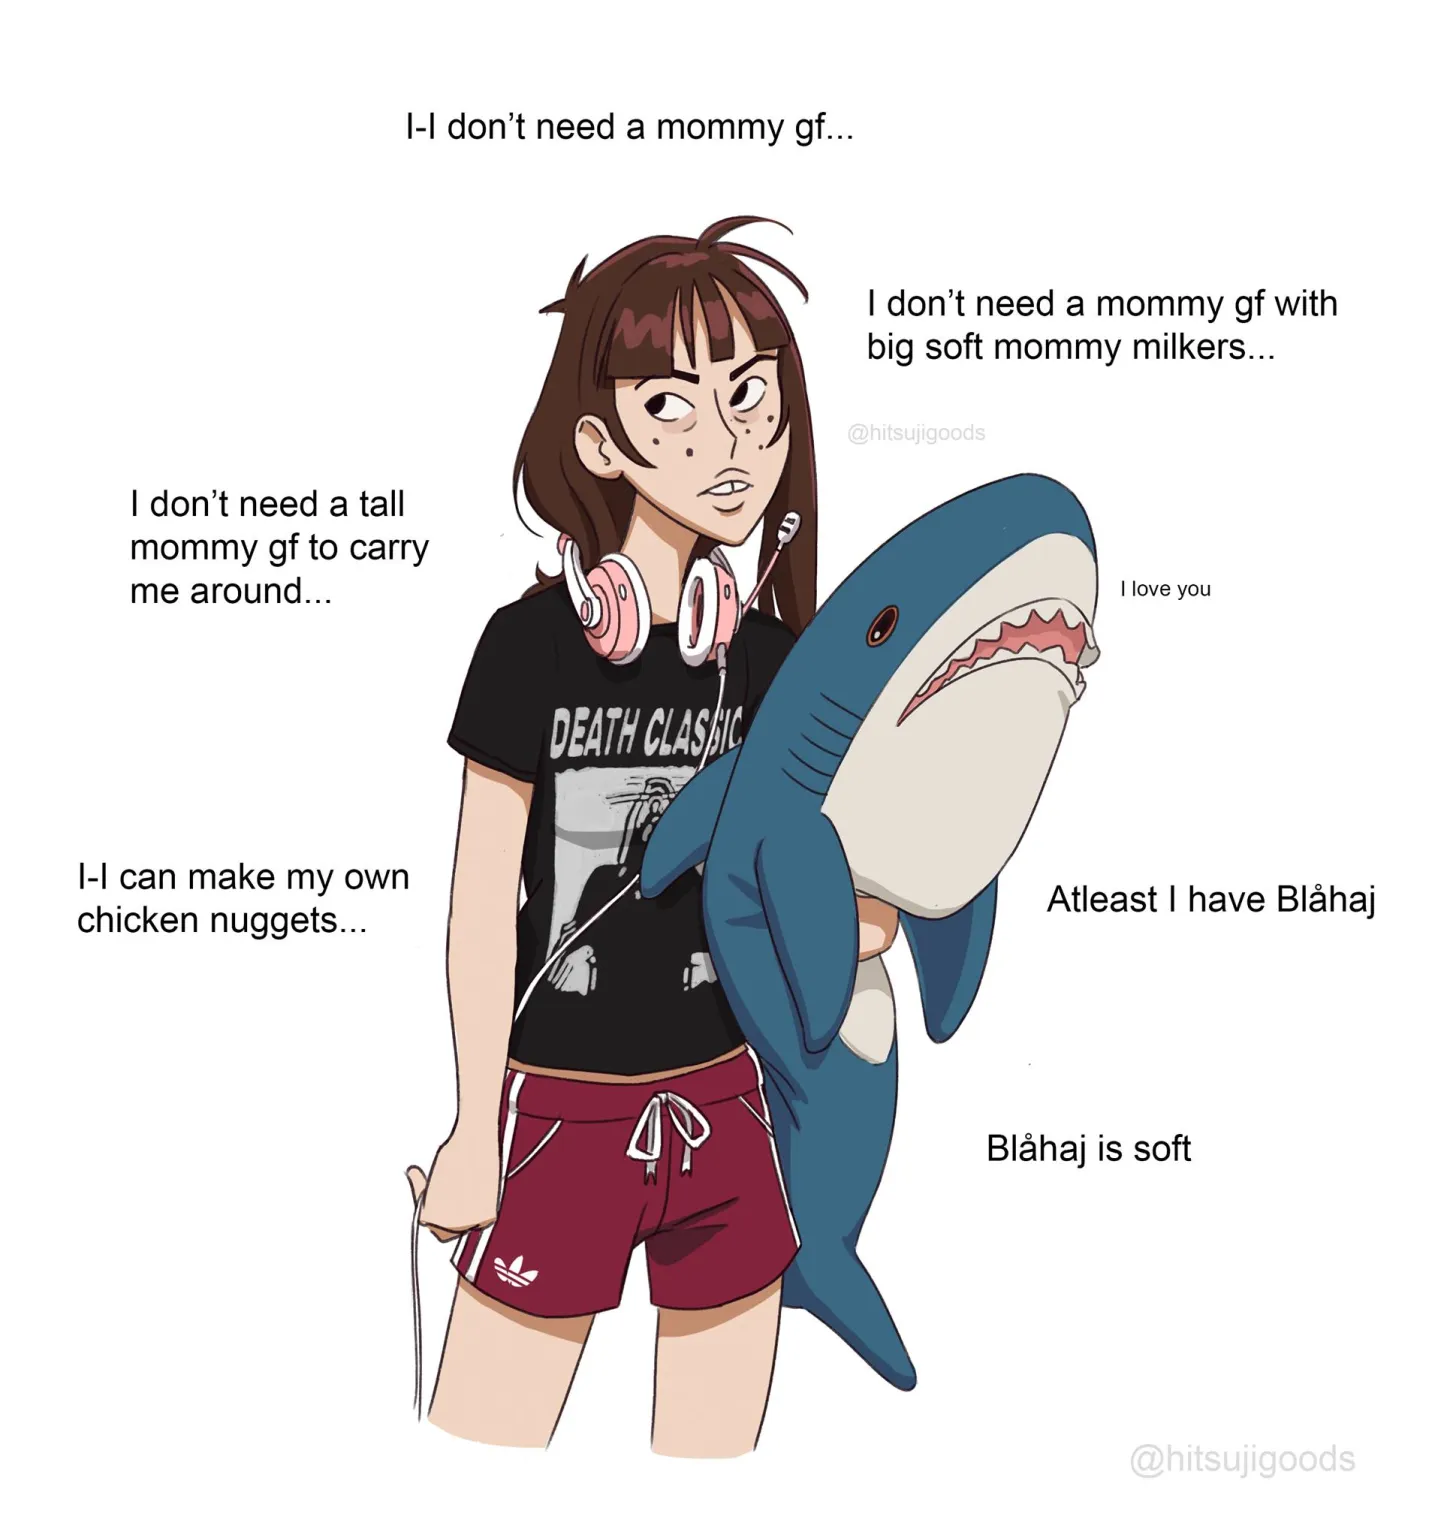 I-I don’t need a mommy gf...
I don’t need a mommy gf with
big soft mommy milkers...
@hitsujigoods
I don’t need a tall
mommy gf to carry
me around...
I love you
DEATH CLASSIC
I-I can make my own
chicken nuggets...
Atleast I have Blåhaj
Blåhaj is soft
@hitsujigoods